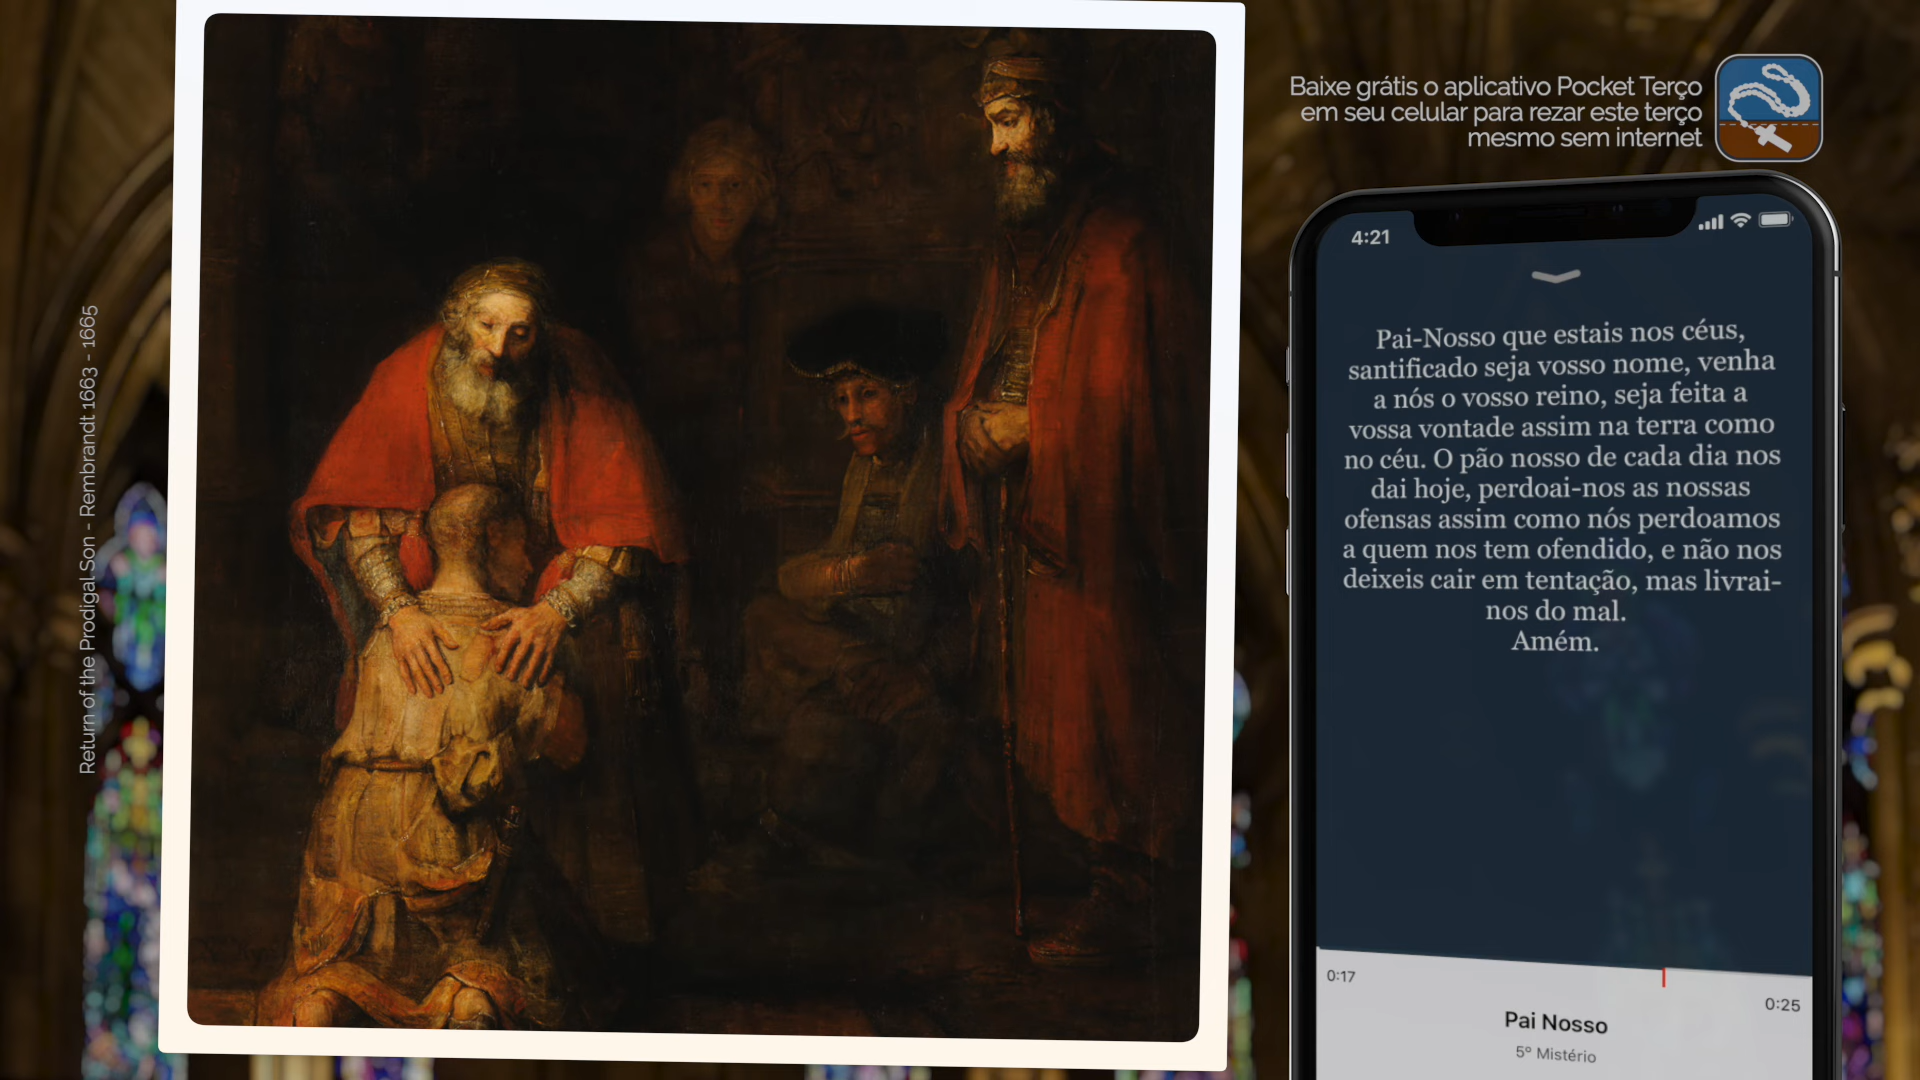 Return of the Prodigal Son - Rembrandt 1663 - 1665
Baixe grátis o aplicativo Pocket Terço
em seu celular para rezar este terço
mesmo sem internet
4:21
Pai-Nosso que estais nos céus,
santificado seja vosso nome, venha
a nós o vosso reino, seja feita a
vossa vontade assim na terra como
no céu. O pão nosso de cada dia nos
dai hoje, perdoai-nos as nossas
ofensas assim como nós perdoamos
a quem nos tem ofendido, e não nos
deixeis cair em tentação, mas livrai-
nos do mal.
Amém.
0:17
0:25
Pai Nosso
5º Mistério